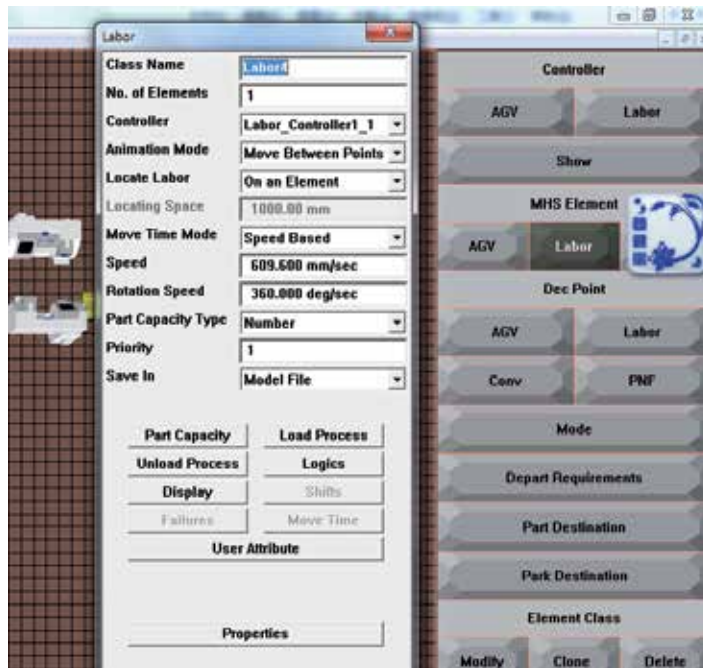 Labor
Class Name Labor4
No. of Elements 1
Controller Labor_Controller1_1
Animation Mode Move Between Points
Locate Labor On an Element
Locating Space 1000.00 mm
Move Time Mode Speed Based
Speed 609.600 mm/sec
Rotation Speed 360.000 deg/sec
Part Capacity Type Number
Priority 1
Save In Model File
Part Capacity Load Process
Unload Process Logics
Display Shifts
Failures Move Time
User Attribute
Properties
Controller
AGV Labor
Show
MHS Element
AGV Labor
Dec Point
AGV Labor
Conv PNF
Mode
Depart Requirements
Part Destination
Park Destination
Element Class
Modify Clone Delete